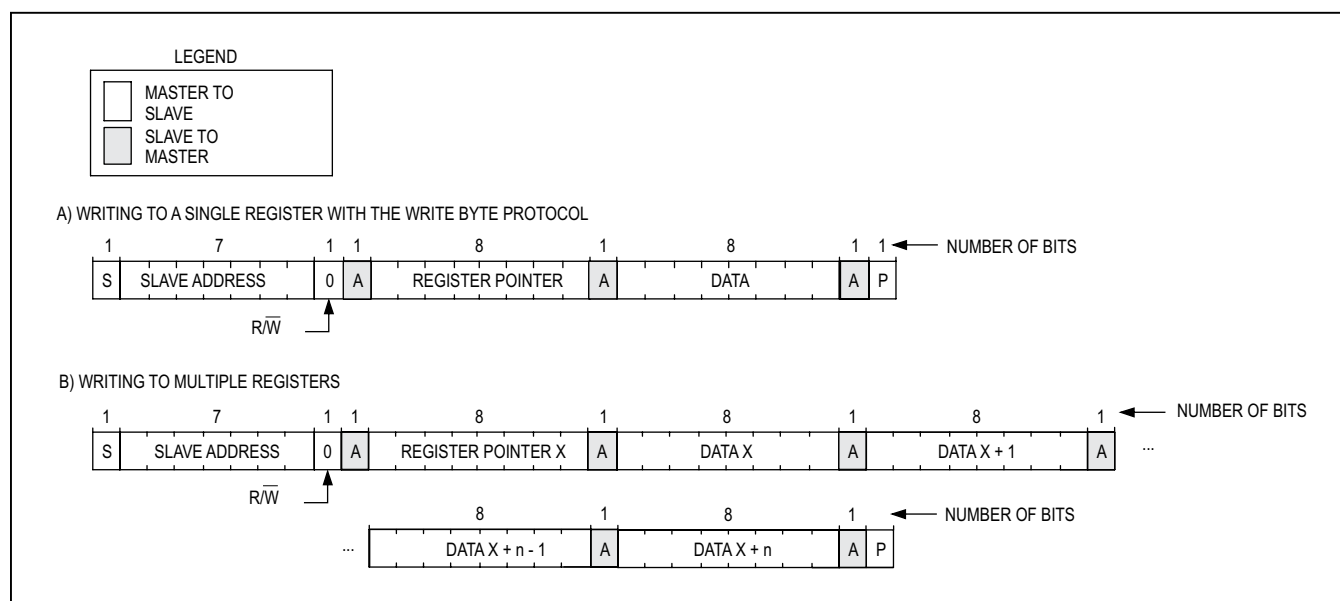 LEGEND
MASTER TO
SLAVE
SLAVE TO
MASTER
A) WRITING TO A SINGLE REGISTER WITH THE WRITE BYTE PROTOCOL
1 7 1 1 8 1 8 1 1 NUMBER OF BITS
S SLAVE ADDRESS 0 A REGISTER POINTER A DATA A P
R/W̅
B) WRITING TO MULTIPLE REGISTERS
1 7 1 1 8 1 8 1 8 1 NUMBER OF BITS
S SLAVE ADDRESS 0 A REGISTER POINTER X A DATA X A DATA X + 1 A ...
R/W̅
8 1 8 1 NUMBER OF BITS
... DATA X + n - 1 A DATA X + n A P